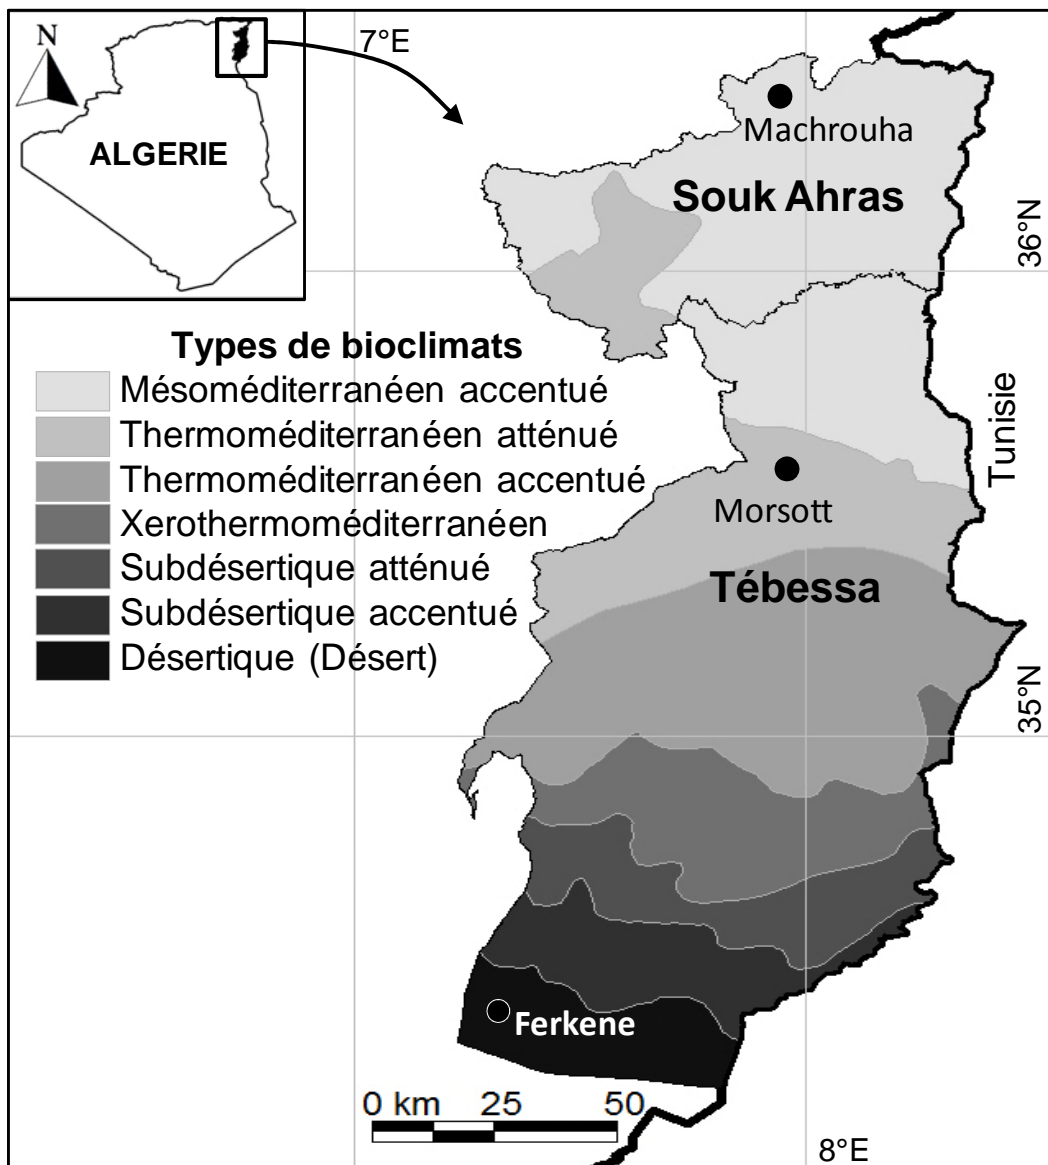 N
7°E
ALGERIE
Machrouha
Souk Ahras
36°N
Types de bioclimats
Mésoméditerranéen accentué
Thermoméditerranéen atténué
Thermoméditerranéen accentué
Xerothermoméditerranéen
Subdésertique atténué
Subdésertique accentué
Désertique (Désert)
Tunisie
Morsott
Tébessa
35°N
Ferkene
0 km 25 50
8°E